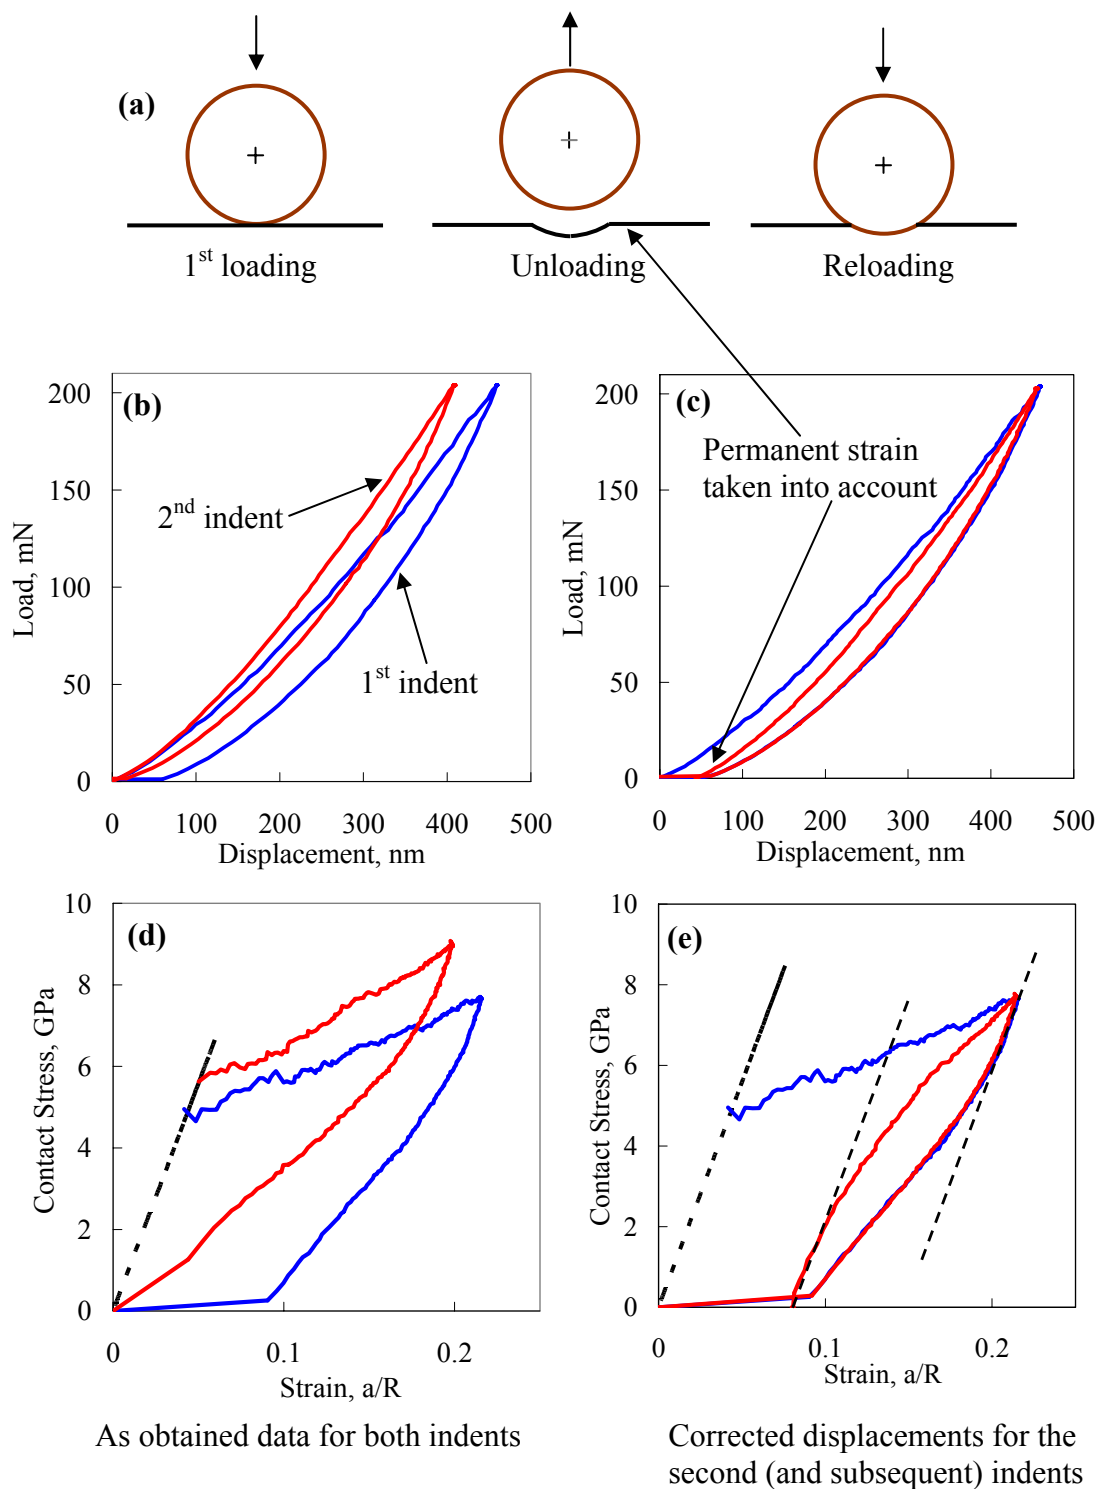 (a)
1st loading
Unloading
Reloading
(b)
200
150
100
50
0
Load, mN
2nd indent
1st indent
0 100 200 300 400 500
Displacement, nm
(c)
200
150
100
50
0
Load, mN
Permanent strain
taken into account
0 100 200 300 400 500
Displacement, nm
(d)
10
8
6
4
2
0
Contact Stress, GPa
0 0.1 0.2
Strain, a/R
As obtained data for both indents
(e)
10
8
6
4
2
0
Contact Stress, GPa
0 0.1 0.2
Strain, a/R
Corrected displacements for the
second (and subsequent) indents